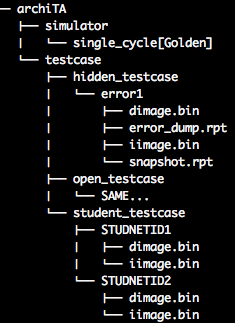 ── archiTA
├── simulator
│   └── single_cycle[Golden]
└── testcase
├── hidden_testcase
│   └── error1
│       ├── dimage.bin
│       ├── error_dump.rpt
│       ├── iimage.bin
│       └── snapshot.rpt
├── open_testcase
│   └── SAME...
└── student_testcase
├── STUDNETID1
│   ├── dimage.bin
│   └── iimage.bin
└── STUDNETID2
├── dimage.bin
└── iimage.bin